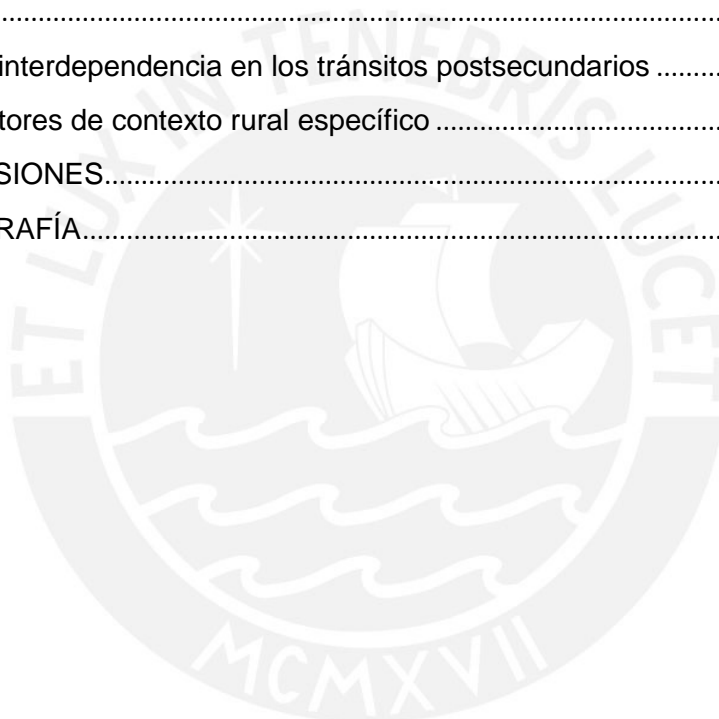 ....................................................................................................
interdependencia en los tránsitos postsecundarios ..........
tores de contexto rural específico ........................................
SIONES.....................................................................................
RAFÍA........................................................................................
ET LUX IN TENEBRIS LUCET
MCMXVII